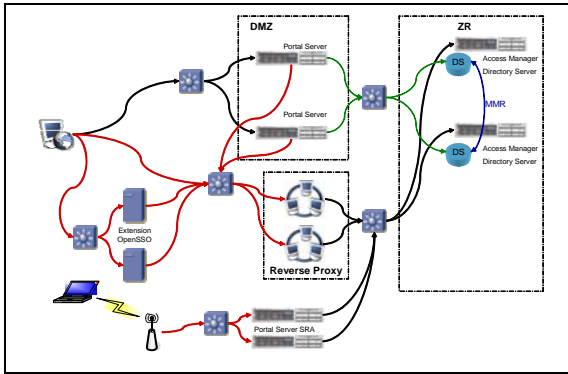 DMZ
ZR
Portal Server
Access Manager
DS
Directory Server
MMR
Portal Server
Access Manager
DS
Directory Server
Extension
OpenSSO
Reverse Proxy
Portal Server SRA